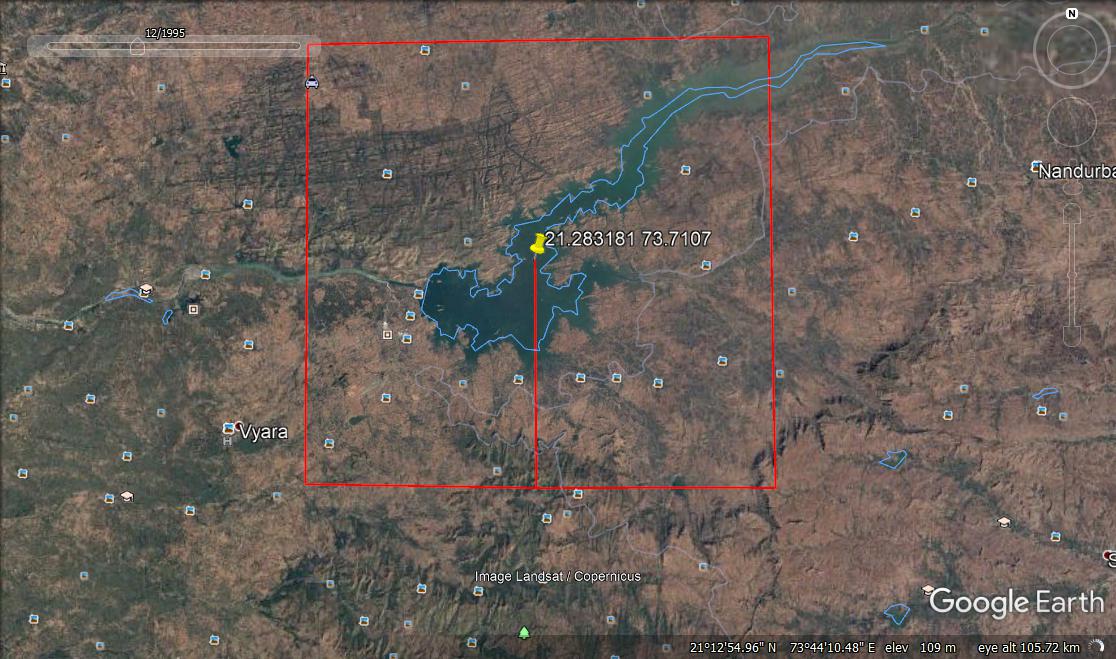 12/1995
N
Nandurba
21.283181 73.7107
Vyara
H
S
Image Landsat / Copernicus
Google Earth
21°12'54.96" N 73°44'10.48" E elev 109 m eye alt 105.72 km